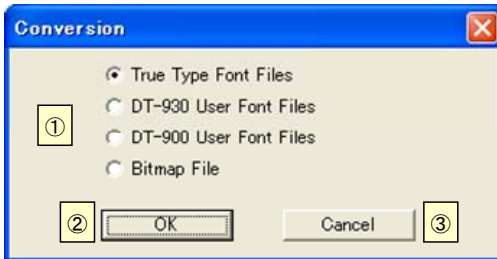 Conversion
True Type Font Files
DT-930 User Font Files
① DT-900 User Font Files
Bitmap File
② OK Cancel ③